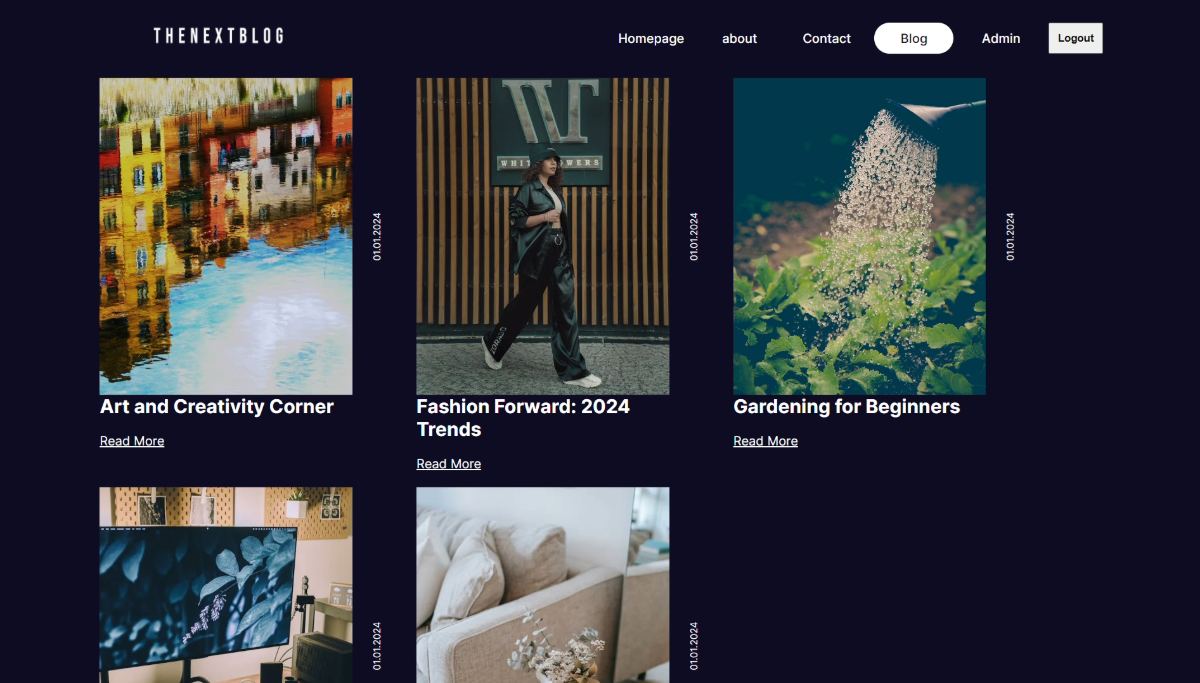 THENEXTBLOG
Homepage
about
Contact
Blog
Admin
Logout
01.01.2024
Art and Creativity Corner
Read More
01.01.2024
Fashion Forward: 2024
Trends
Read More
01.01.2024
Gardening for Beginners
Read More
01.01.2024
01.01.2024